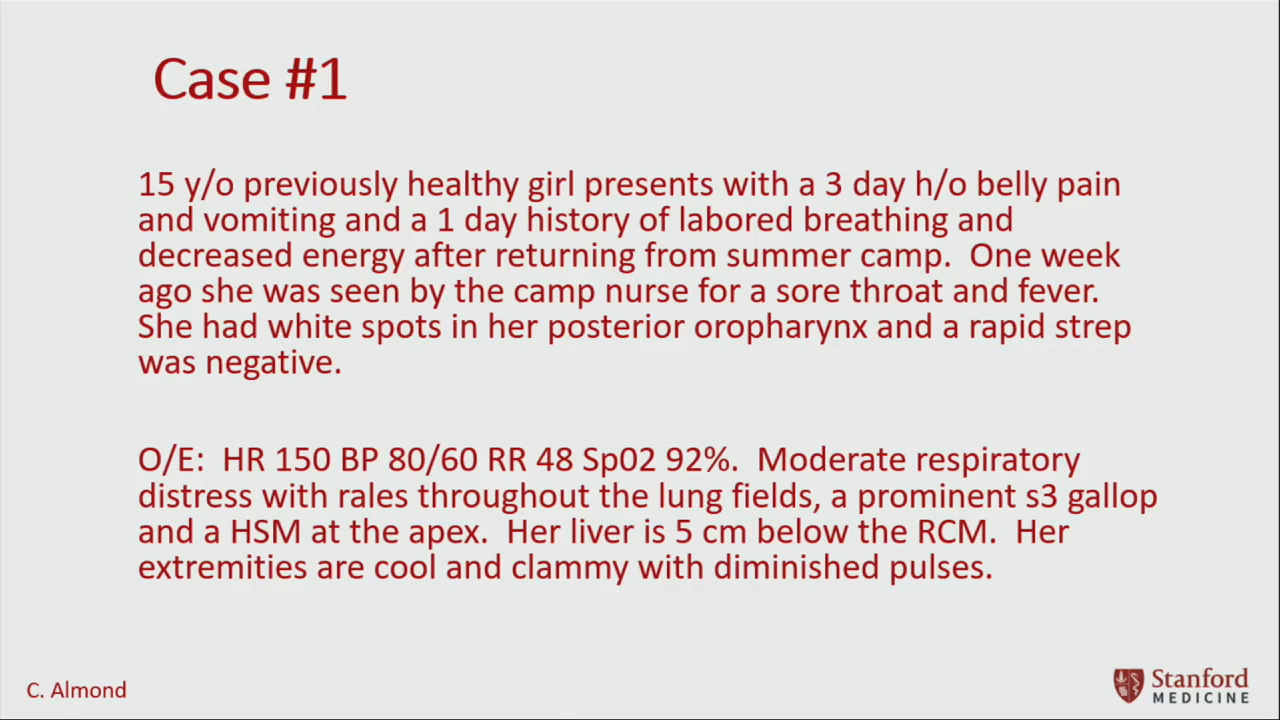 Case #1
15 y/o previously healthy girl presents with a 3 day h/o belly pain
and vomiting and a 1 day history of labored breathing and
decreased energy after returning from summer camp.  One week
ago she was seen by the camp nurse for a sore throat and fever.
She had white spots in her posterior oropharynx and a rapid strep
was negative.
O/E:  HR 150 BP 80/60 RR 48 Sp02 92%.  Moderate respiratory
distress with rales throughout the lung fields, a prominent s3 gallop
and a HSM at the apex.  Her liver is 5 cm below the RCM.  Her
extremities are cool and clammy with diminished pulses.
C. Almond
Stanford
MEDICINE